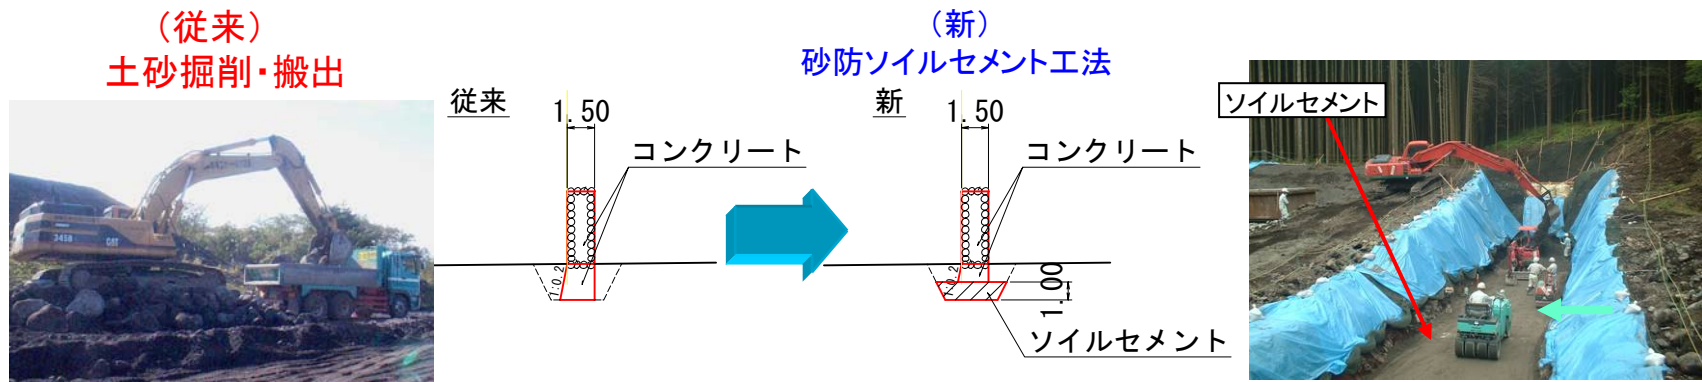 （従来）
土砂掘削・搬出
（新）
砂防ソイルセメント工法
従来
1.50
コンクリート
1:0.2
新
1.50
コンクリート
1:0.2
1.00
ソイルセメント
ソイルセメント
345B
CAT